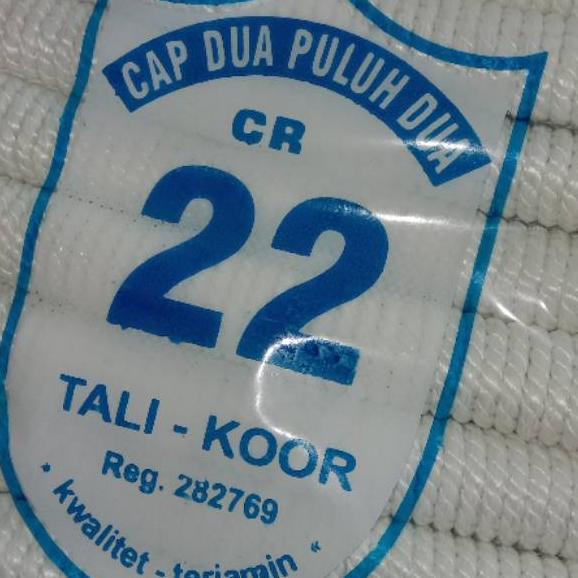 CAP DUA PULUH DUA
CR
22
TALI - KOOR
Reg. 282769
" kwalitet - terjamin "